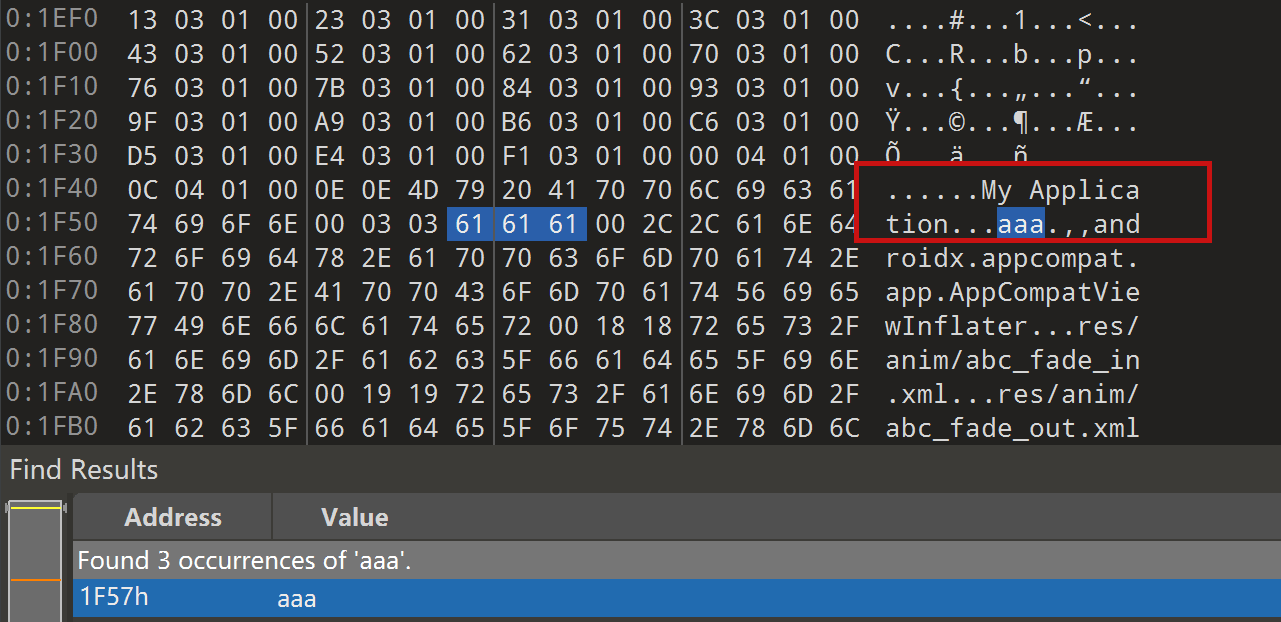 0:1EF0 13 03 01 00 23 03 01 00 31 03 01 00 3C 03 01 00 ....#...1...<...
0:1F00 43 03 01 00 52 03 01 00 62 03 01 00 70 03 01 00 C...R...b...p...
0:1F10 76 03 01 00 7B 03 01 00 84 03 01 00 93 03 01 00 v...{...„...“...
0:1F20 9F 03 01 00 A9 03 01 00 B6 03 01 00 C6 03 01 00 Ÿ...©...¶...Æ...
0:1F30 D5 03 01 00 E4 03 01 00 F1 03 01 00 00 04 01 00 Õ ä ñ
0:1F40 0C 04 01 00 0E 0E 4D 79 20 41 70 70 6C 69 63 61 ......My Applica
0:1F50 74 69 6F 6E 00 03 03 61 61 61 00 2C 2C 61 6E 64 tion...aaa.,,and
0:1F60 72 6F 69 64 78 2E 61 70 70 63 6F 6D 70 61 74 2E roidx.appcompat.
0:1F70 61 70 70 2E 41 70 70 43 6F 6D 70 61 74 56 69 65 app.AppCompatVie
0:1F80 77 49 6E 66 6C 61 74 65 72 00 18 18 72 65 73 2F wInflater...res/
0:1F90 61 6E 69 6D 2F 61 62 63 5F 66 61 64 65 5F 69 6E anim/abc_fade_in
0:1FA0 2E 78 6D 6C 00 19 19 72 65 73 2F 61 6E 69 6D 2F .xml...res/anim/
0:1FB0 61 62 63 5F 66 61 64 65 5F 6F 75 74 2E 78 6D 6C abc_fade_out.xml
Find Results
Address Value
Found 3 occurrences of 'aaa'.
1F57h aaa